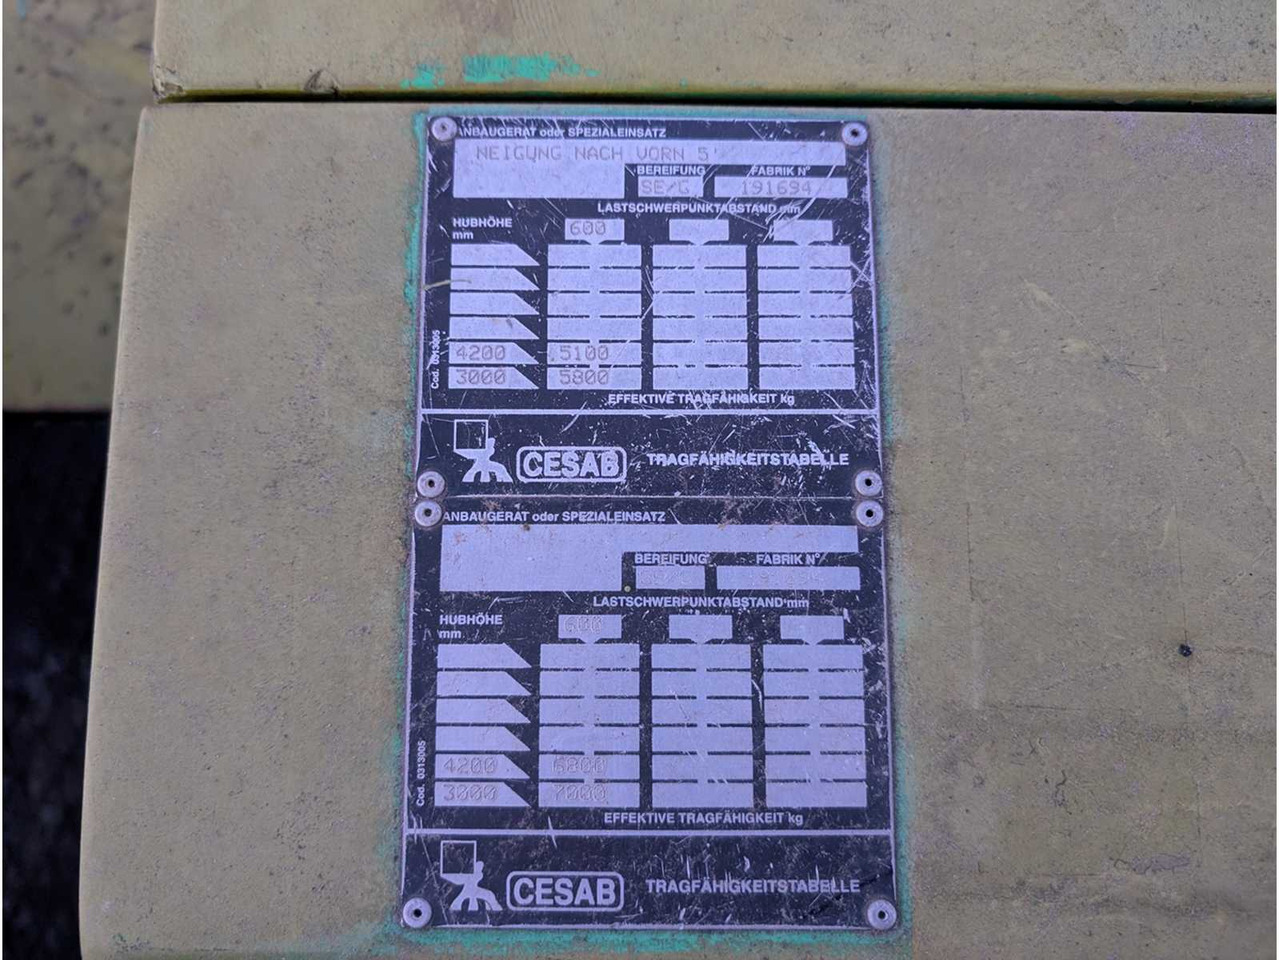 ANBAUGERAT oder SPEZIALEINSATZ
NEIGUNG NACH VORN 5°
BEREIFUNG FABRIK N°
SE/G 191694
LASTSCHWERPUNKTABSTAND mm
HUBHÖHE
mm
600
4200 5100
3000 5800
EFFEKTIVE TRAGFÄHIGKEIT kg
Cod. 0313005
CESAB TRAGFÄHIGKEITSTABELLE
ANBAUGERAT oder SPEZIALEINSATZ
BEREIFUNG FABRIK N°
LASTSCHWERPUNKTABSTAND mm
HUBHÖHE
mm
600
4200 6800
3000 7000
EFFEKTIVE TRAGFÄHIGKEIT kg
Cod. 0313005
CESAB TRAGFÄHIGKEITSTABELLE